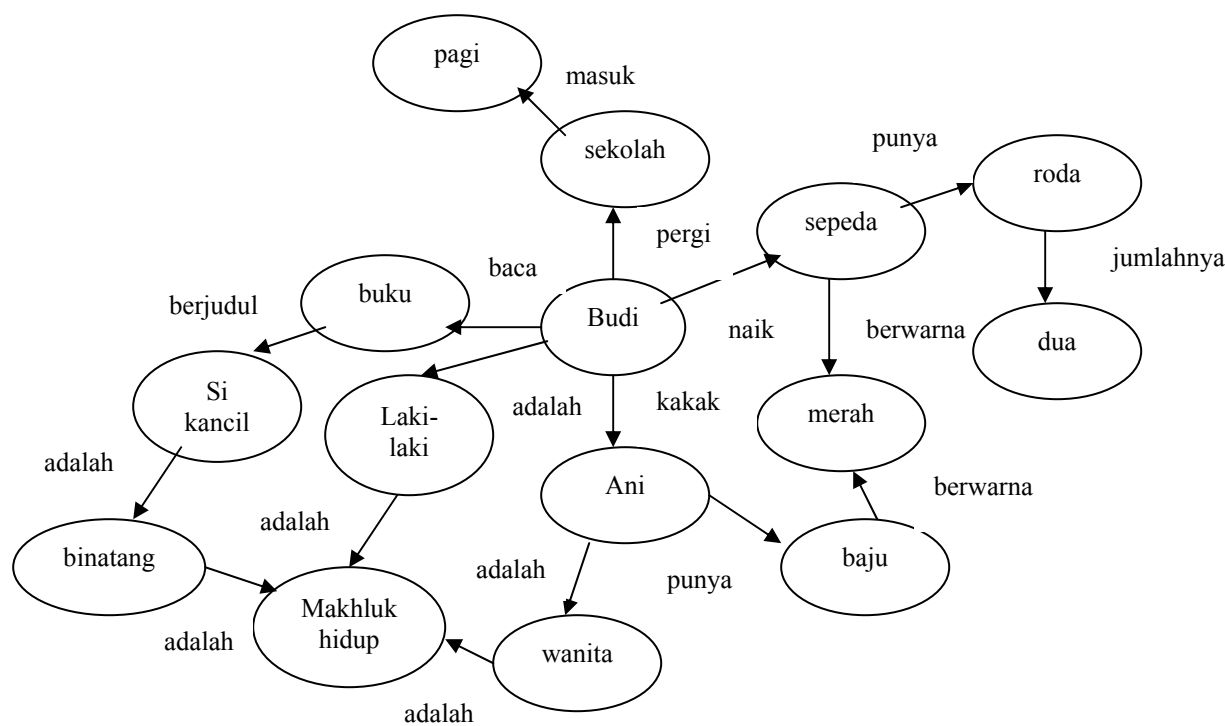 pagi
masuk
sekolah
punya
roda
sepeda
pergi
jumlahnya
baca
buku
berjudul
Budi
naik
berwarna
dua
Si
kancil
Laki-
laki
adalah
kakak
merah
adalah
Ani
berwarna
adalah
binatang
adalah
punya
baju
Makhluk
hidup
adalah
wanita
adalah